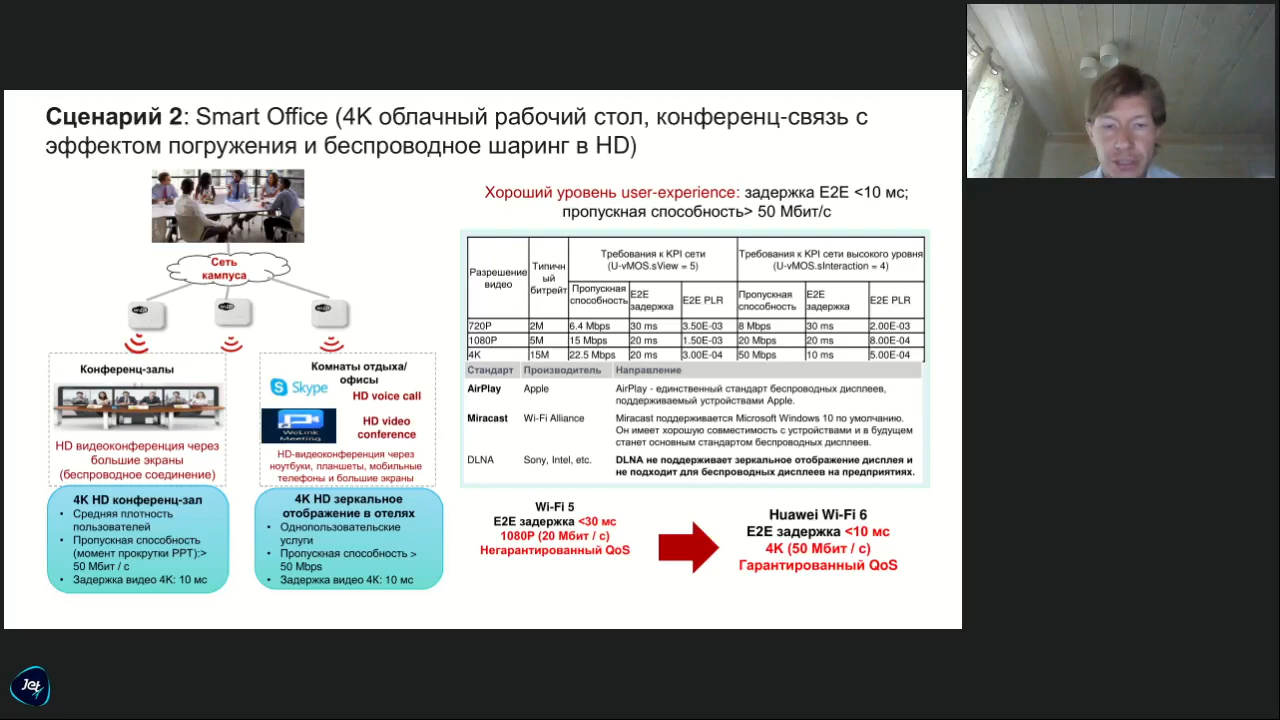 Сценарий 2: Smart Office (4K облачный рабочий стол, конференц-связь с
эффектом погружения и беспроводное шаринг в HD)
Сеть
кампуса
Конференц-залы
HD видеоконференция через
большие экраны
(беспроводное соединение)
Комнаты отдыха/
офисы
Skype
HD voice call
WeLink
Meeting
HD video
conference
HD-видеоконференция через
ноутбуки, планшеты, мобильные
телефоны и большие экраны
4K HD конференц-зал
• Средняя плотность
пользователей
• Пропускная способность
(момент прокрутки PPT):>
50 Мбит / с
• Задержка видео 4K: 10 мс
4K HD зеркальное
отображение в отелях
• Однопользовательские
услуги
• Пропускная способность >
50 Mbps
• Задержка видео 4K: 10 мс
Хороший уровень user-experience: задержка E2E <10 мс;
пропускная способность> 50 Мбит/с
Разрешение
видео
Типичн
ый
битрейт
Требования к KPI сети
(U-vMOS.sView = 5)
Требования к KPI сети высокого уровня
(U-vMOS.sInteraction = 4)
Пропускная
способность
E2E
задержка
E2E PLR
Пропускная
способность
E2E
задержка
E2E PLR
720P 2M 6.4 Mbps 30 ms 3.50E-03 8 Mbps 30 ms 2.00E-03
1080P 5M 15 Mbps 20 ms 1.50E-03 20 Mbps 20 ms 8.00E-04
4K 15M 22.5 Mbps 20 ms 3.00E-04 50 Mbps 10 ms 5.00E-04
Стандарт Производитель Направление
AirPlay Apple AirPlay - единственный стандарт беспроводных дисплеев,
поддерживаемый устройствами Apple.
Miracast Wi-Fi Alliance Miracast поддерживается Microsoft Windows 10 по умолчанию.
Он имеет хорошую совместимость с устройствами и в будущем
станет основным стандартом беспроводных дисплеев.
DLNA Sony, Intel, etc. DLNA не поддерживает зеркальное отображение дисплея и
не подходит для беспроводных дисплеев на предприятиях.
Wi-Fi 5
E2E задержка <30 мс
1080P (20 Мбит / с)
Негарантированный QoS
Huawei Wi-Fi 6
E2E задержка <10 мс
4K (50 Мбит / с)
Гарантированный QoS
Jet